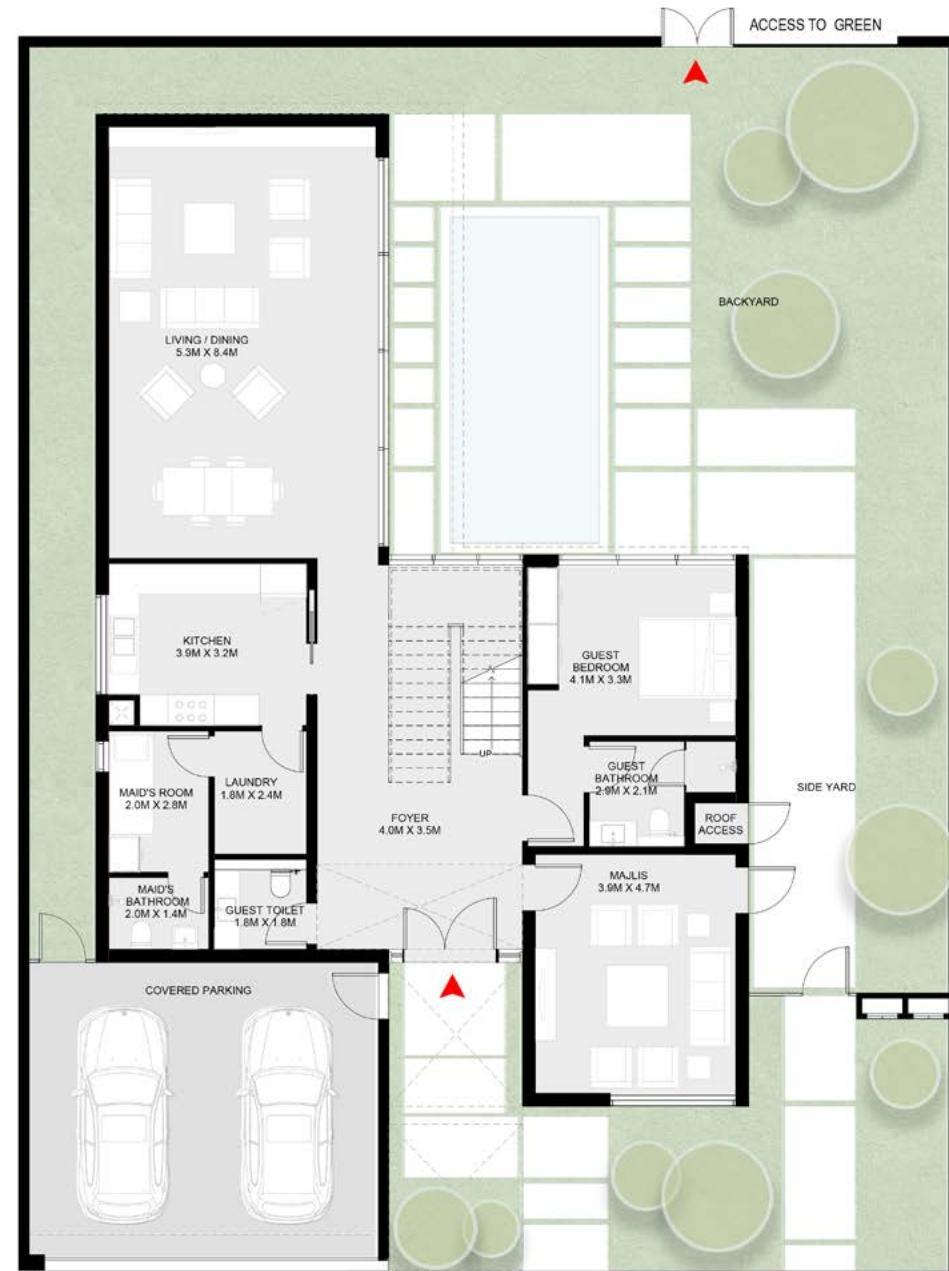 ACCESS TO GREEN
BACKYARD
LIVING / DINING
5.3M X 8.4M
KITCHEN
3.9M X 3.2M
GUEST
BEDROOM
4.1M X 3.3M
UP
MAID'S ROOM
2.0M X 2.8M
LAUNDRY
1.8M X 2.4M
GUEST
BATHROOM
2.9M X 2.1M
SIDE YARD
FOYER
4.0M X 3.5M
ROOF
ACCESS
MAJLIS
3.9M X 4.7M
MAID'S
BATHROOM
2.0M X 1.4M
GUEST TOILET
1.8M X 1.8M
COVERED PARKING